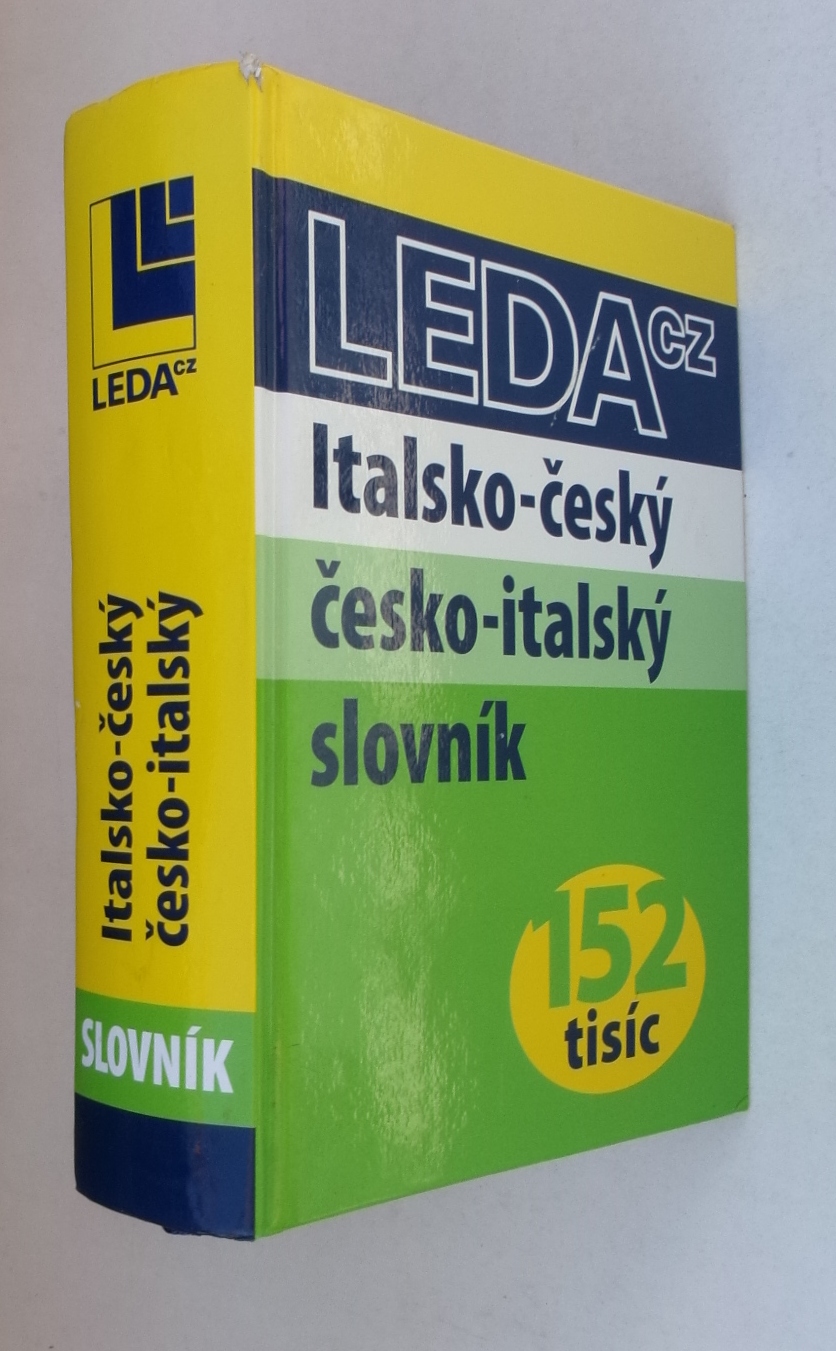 LEDA cz
Italsko-český
česko-italský
SLOVNÍK
LEDA cz
Italsko-český
česko-italský
slovník
152
tisíc